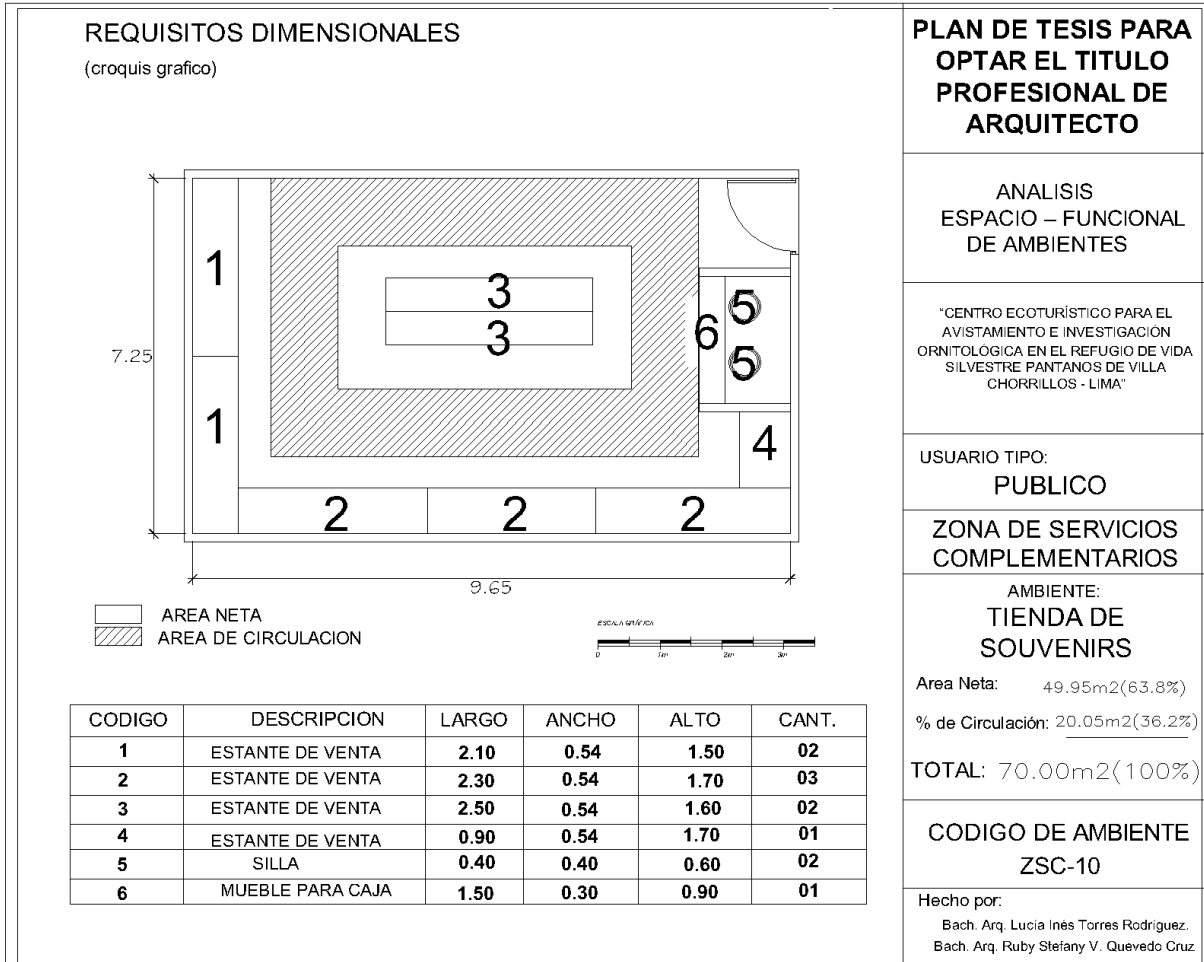 REQUISITOS DIMENSIONALES
(croquis grafico)
1
1
3
3
6
5
5
4
2
2
2
7.25
9.65
AREA NETA
AREA DE CIRCULACION
ESCALA GRÁFICA
0 1m 2m 3m
CODIGO DESCRIPCION LARGO ANCHO ALTO CANT.
1 ESTANTE DE VENTA 2.10 0.54 1.50 02
2 ESTANTE DE VENTA 2.30 0.54 1.70 03
3 ESTANTE DE VENTA 2.50 0.54 1.60 02
4 ESTANTE DE VENTA 0.90 0.54 1.70 01
5 SILLA 0.40 0.40 0.60 02
6 MUEBLE PARA CAJA 1.50 0.30 0.90 01
PLAN DE TESIS PARA
OPTAR EL TITULO
PROFESIONAL DE
ARQUITECTO
ANALISIS
ESPACIO – FUNCIONAL
DE AMBIENTES
"CENTRO ECOTURÍSTICO PARA EL
AVISTAMIENTO E INVESTIGACIÓN
ORNITOLÓGICA EN EL REFUGIO DE VIDA
SILVESTRE PANTANOS DE VILLA
CHORRILLOS - LIMA"
USUARIO TIPO:
PUBLICO
ZONA DE SERVICIOS
COMPLEMENTARIOS
AMBIENTE:
TIENDA DE
SOUVENIRS
Area Neta: 49.95m2(63.8%)
% de Circulación: 20.05m2(36.2%)
TOTAL: 70.00m2(100%)
CODIGO DE AMBIENTE
ZSC-10
Hecho por:
Bach. Arq. Lucía Inés Torres Rodríguez.
Bach. Arq. Ruby Stefany V. Quevedo Cruz